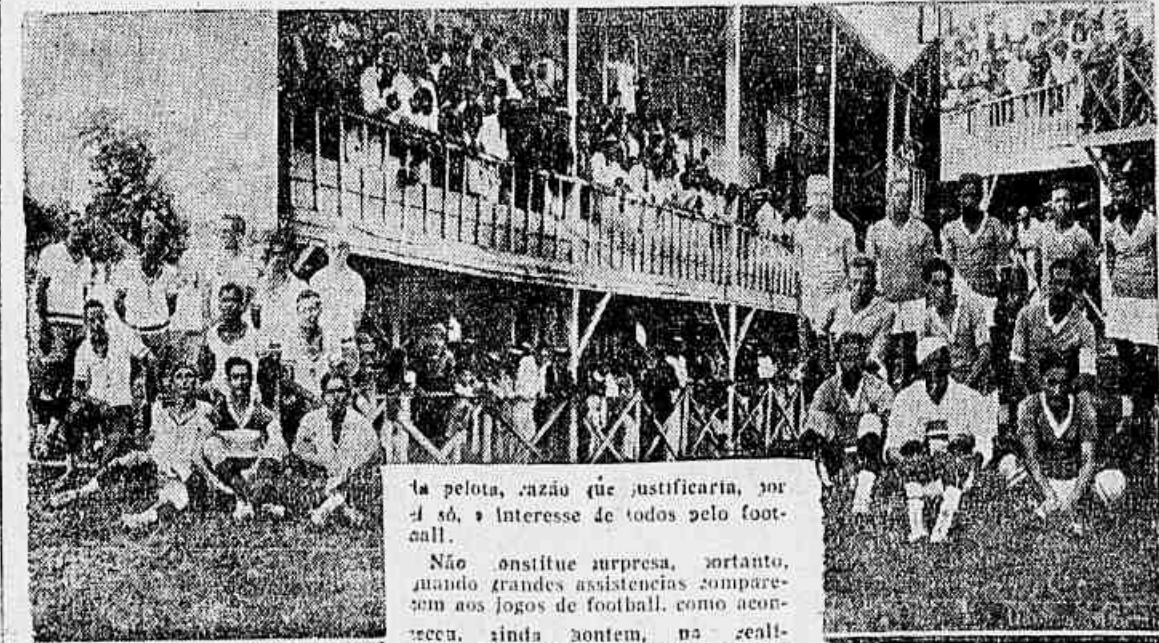 da pelota, razão que justificaria, por
si só, o interesse de todos pelo foot-
ball.
Não constitue surpresa, portanto,
quando grandes assistencias compare-
cem aos jogos de football, como acon-
teceu, ainda hontem, na reali-